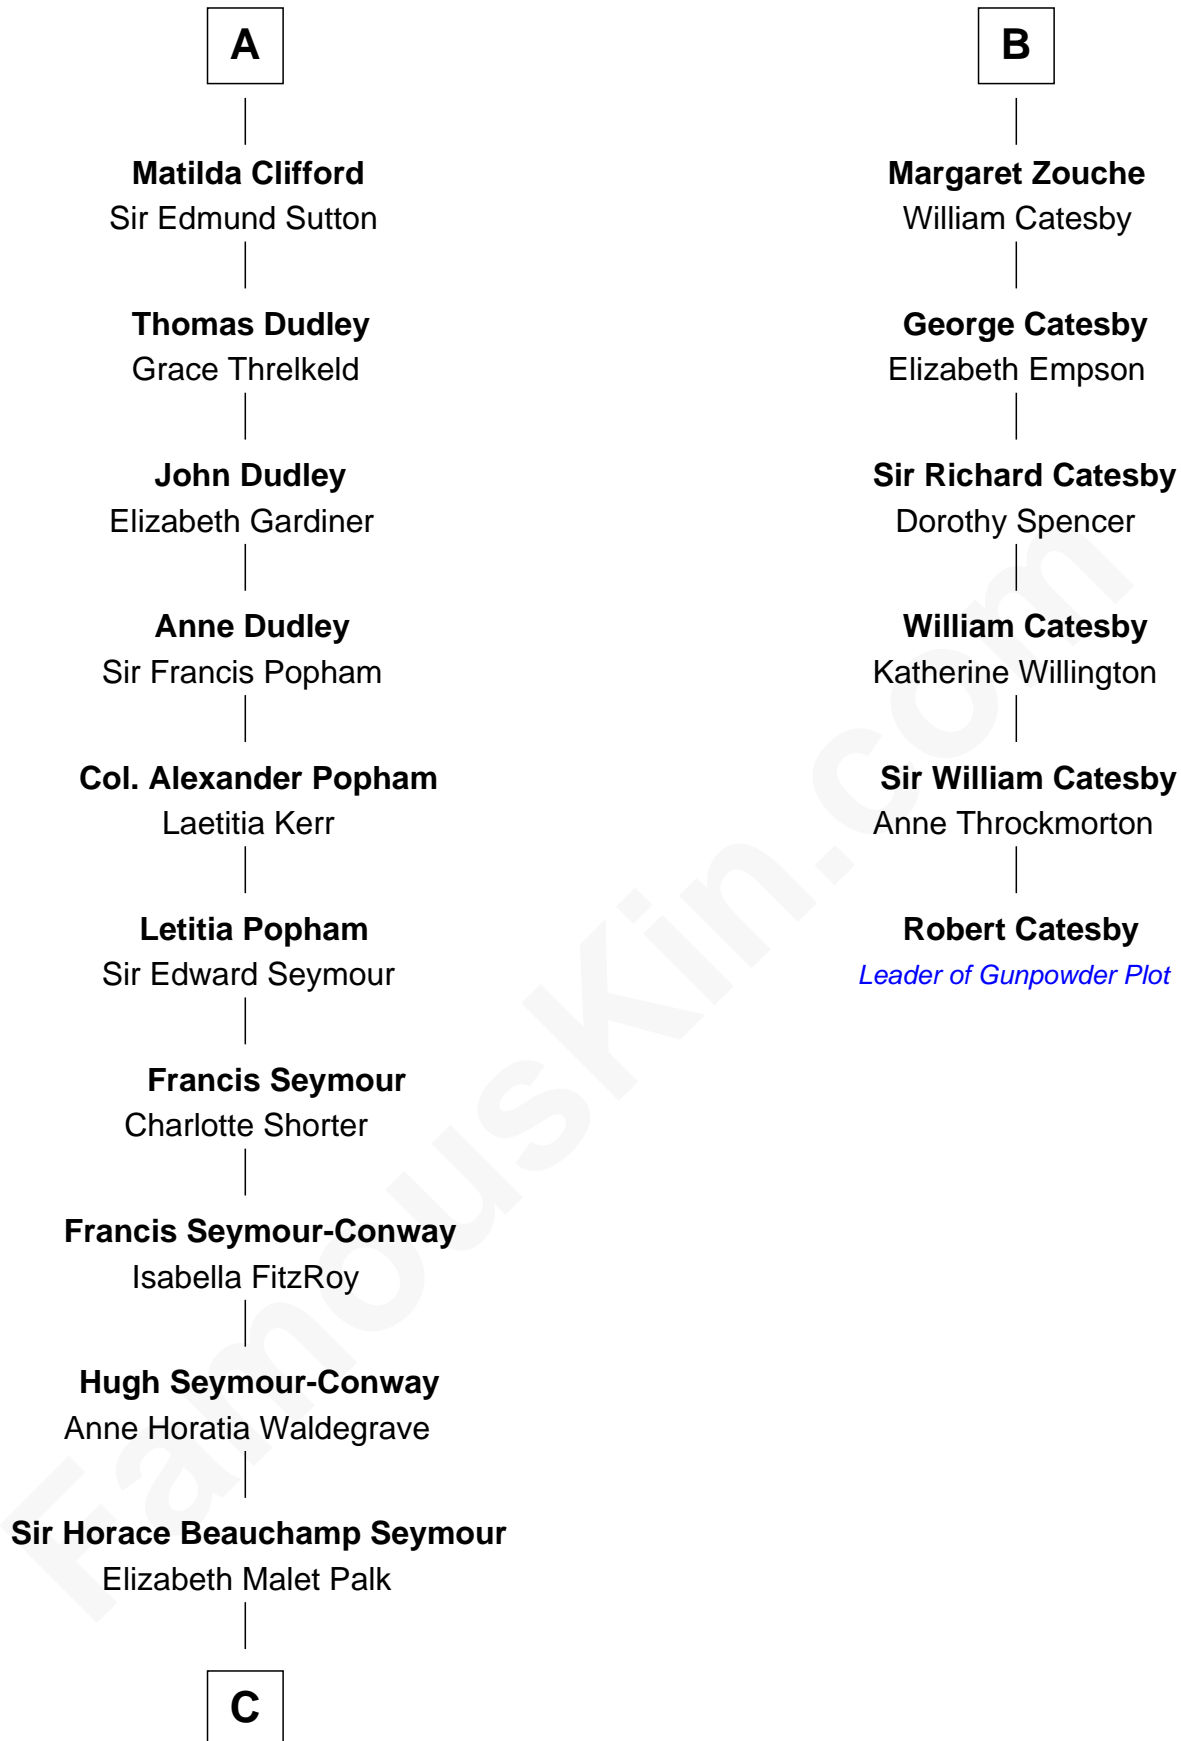 A
Matilda Clifford
Sir Edmund Sutton
Thomas Dudley
Grace Threlkeld
John Dudley
Elizabeth Gardiner
Anne Dudley
Sir Francis Popham
Col. Alexander Popham
Laetitia Kerr
Letitia Popham
Sir Edward Seymour
Francis Seymour
Charlotte Shorter
Francis Seymour-Conway
Isabella FitzRoy
Hugh Seymour-Conway
Anne Horatia Waldegrave
Sir Horace Beauchamp Seymour
Elizabeth Malet Palk
C
B
Margaret Zouche
William Catesby
George Catesby
Elizabeth Empson
Sir Richard Catesby
Dorothy Spencer
William Catesby
Katherine Willington
Sir William Catesby
Anne Throckmorton
Robert Catesby
Leader of Gunpowder Plot
FamousKin.com